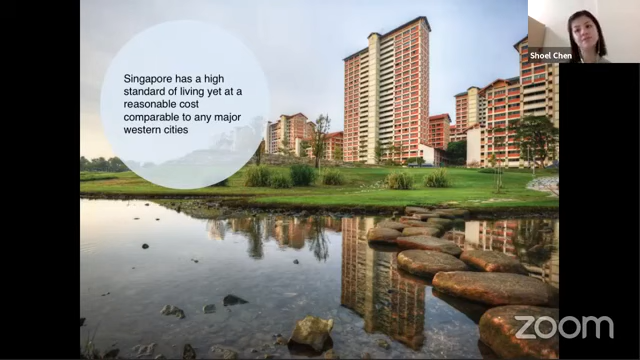 Shoel Chen
Singapore has a high
standard of living yet at a
reasonable cost
comparable to any major
western cities
zoom